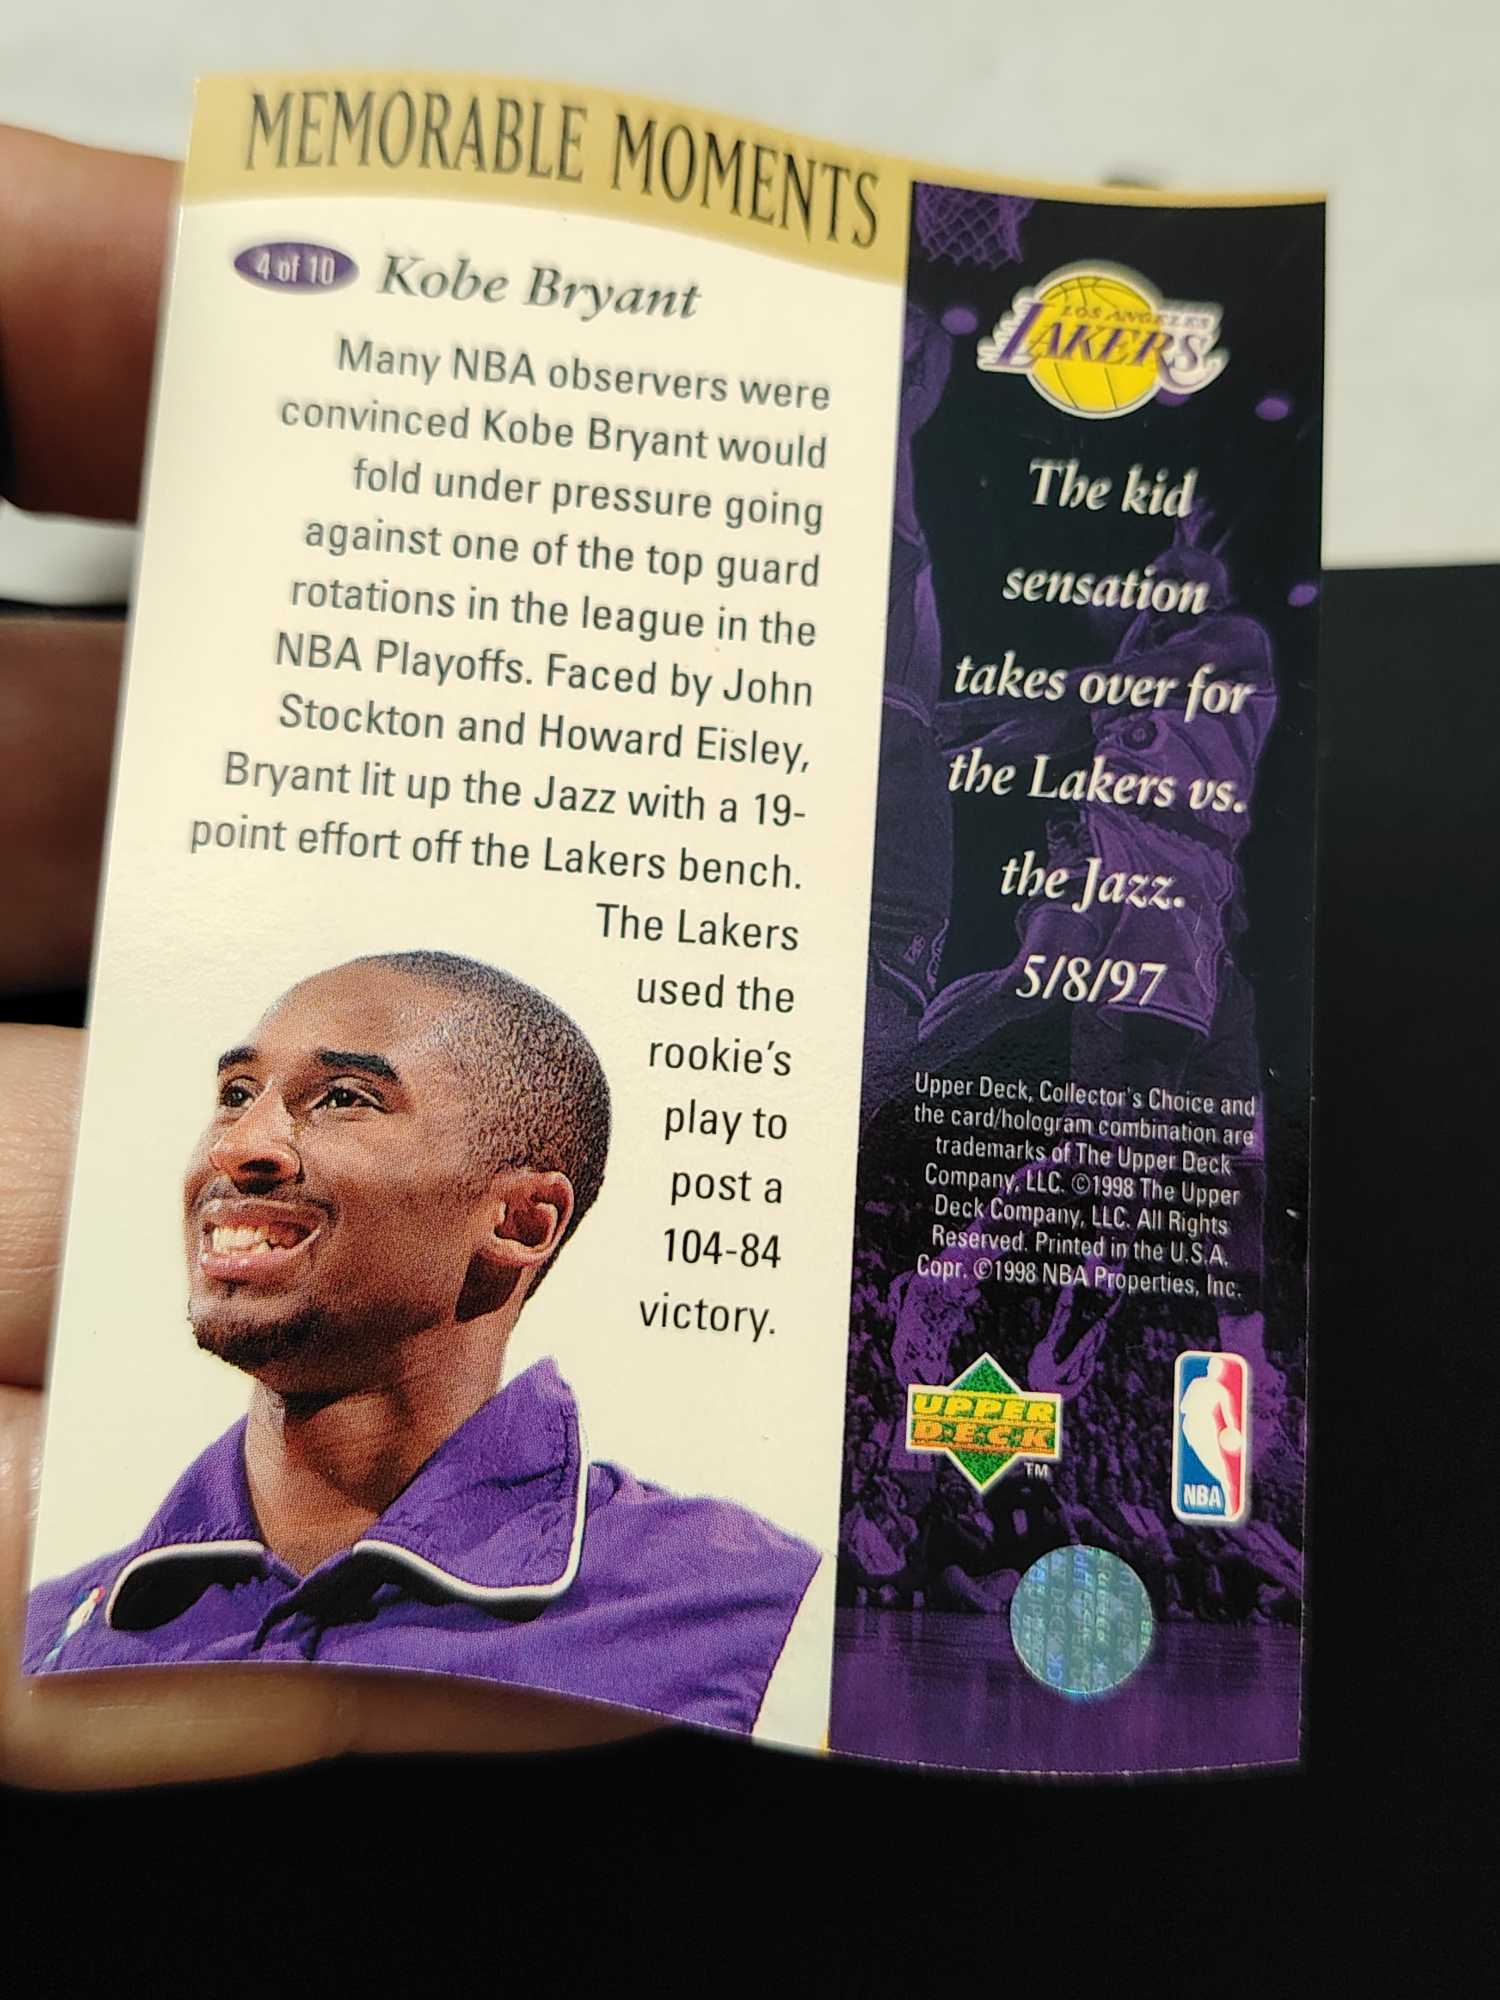 MEMORABLE MOMENTS
4 of 10
Kobe Bryant
Many NBA observers were
convinced Kobe Bryant would
fold under pressure going
against one of the top guard
rotations in the league in the
NBA Playoffs. Faced by John
Stockton and Howard Eisley,
Bryant lit up the Jazz with a 19-
point effort off the Lakers bench.
The Lakers
used the
rookie's
play to
post a
104-84
victory.
LOS ANGELES
LAKERS
The kid
sensation
takes over for
the Lakers vs.
the Jazz.
5/8/97
Upper Deck, Collector's Choice and
the card/hologram combination are
trademarks of The Upper Deck
Company, LLC. ©1998 The Upper
Deck Company, LLC. All Rights
Reserved. Printed in the U.S.A.
Copr. ©1998 NBA Properties, Inc.
UPPER
DECK
TM
NBA